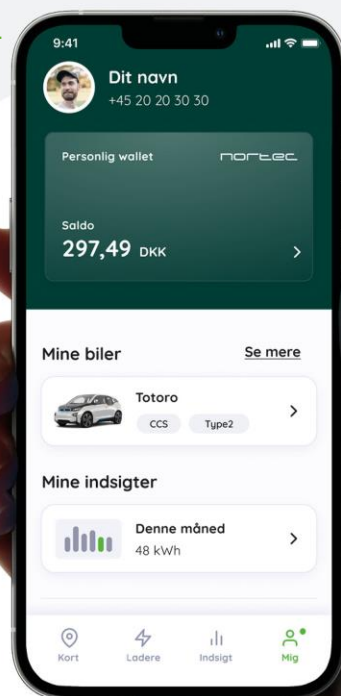 9:41
Dit navn
+45 20 20 30 30
Personlig wallet
nortec
Saldo
297,49 DKK
Mine biler
Se mere
Totoro
CCS
Type2
Mine indsigter
Denne måned
48 kWh
Kort
Ladere
Indsigt
Mig